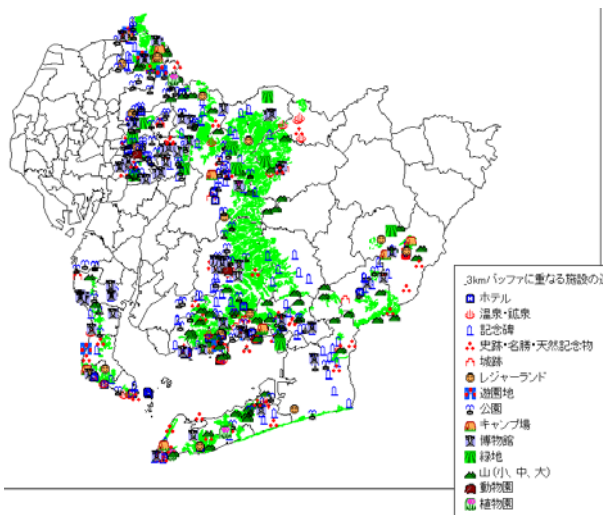 _3kmバッファに重なる施設の
ホテル
温泉・鉱泉
記念碑
史跡・名勝・天然記念物
城跡
レジャーランド
遊園地
公園
キャンプ場
博物館
緑地
山(小、中、大)
動物園
植物園